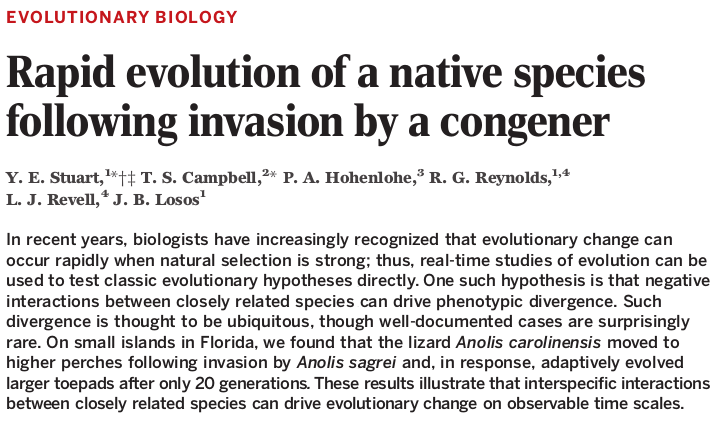 EVOLUTIONARY BIOLOGY
Rapid evolution of a native species
following invasion by a congener
Y. E. Stuart,¹*†‡ T. S. Campbell,²* P. A. Hohenlohe,³ R. G. Reynolds,¹,⁴
L. J. Revell,⁴ J. B. Losos¹
In recent years, biologists have increasingly recognized that evolutionary change can
occur rapidly when natural selection is strong; thus, real-time studies of evolution can be
used to test classic evolutionary hypotheses directly. One such hypothesis is that negative
interactions between closely related species can drive phenotypic divergence. Such
divergence is thought to be ubiquitous, though well-documented cases are surprisingly
rare. On small islands in Florida, we found that the lizard Anolis carolinensis moved to
higher perches following invasion by Anolis sagrei and, in response, adaptively evolved
larger toepads after only 20 generations. These results illustrate that interspecific interactions
between closely related species can drive evolutionary change on observable time scales.